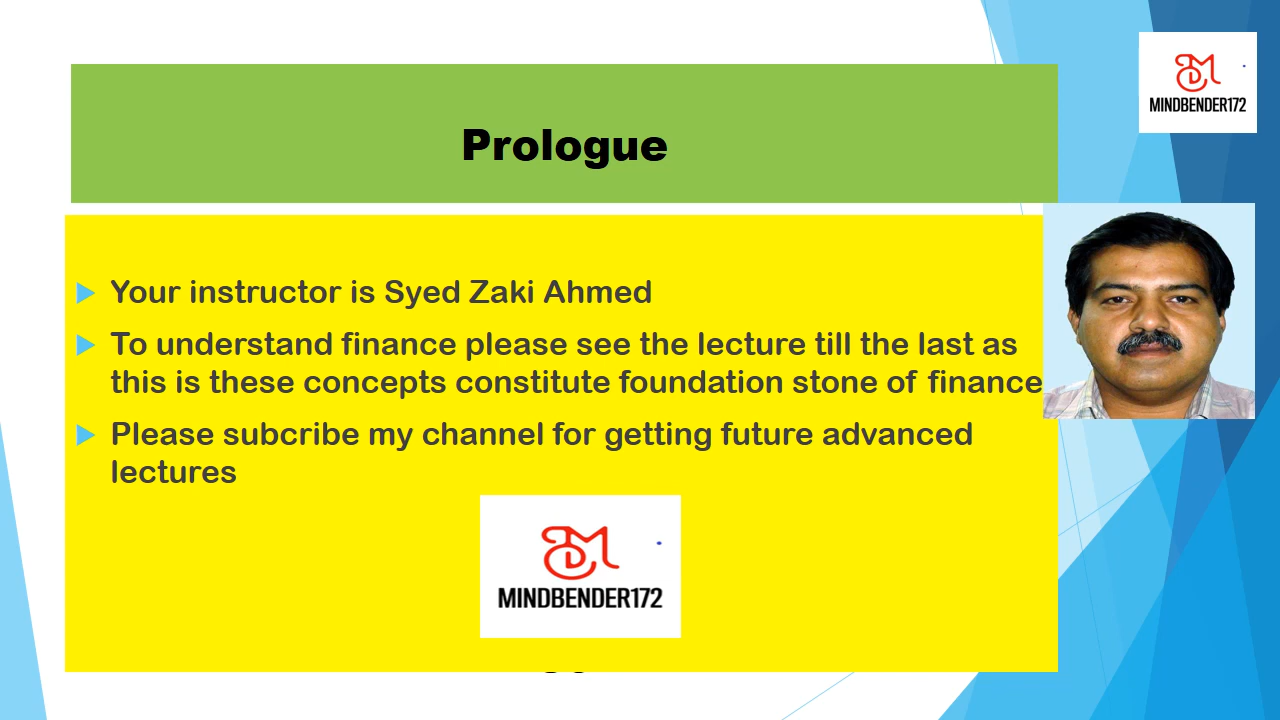 MINDBENDER172
Prologue
Your instructor is Syed Zaki Ahmed
To understand finance please see the lecture till the last as
this is these concepts constitute foundation stone of finance
Please subcribe my channel for getting future advanced
lectures
MINDBENDER172